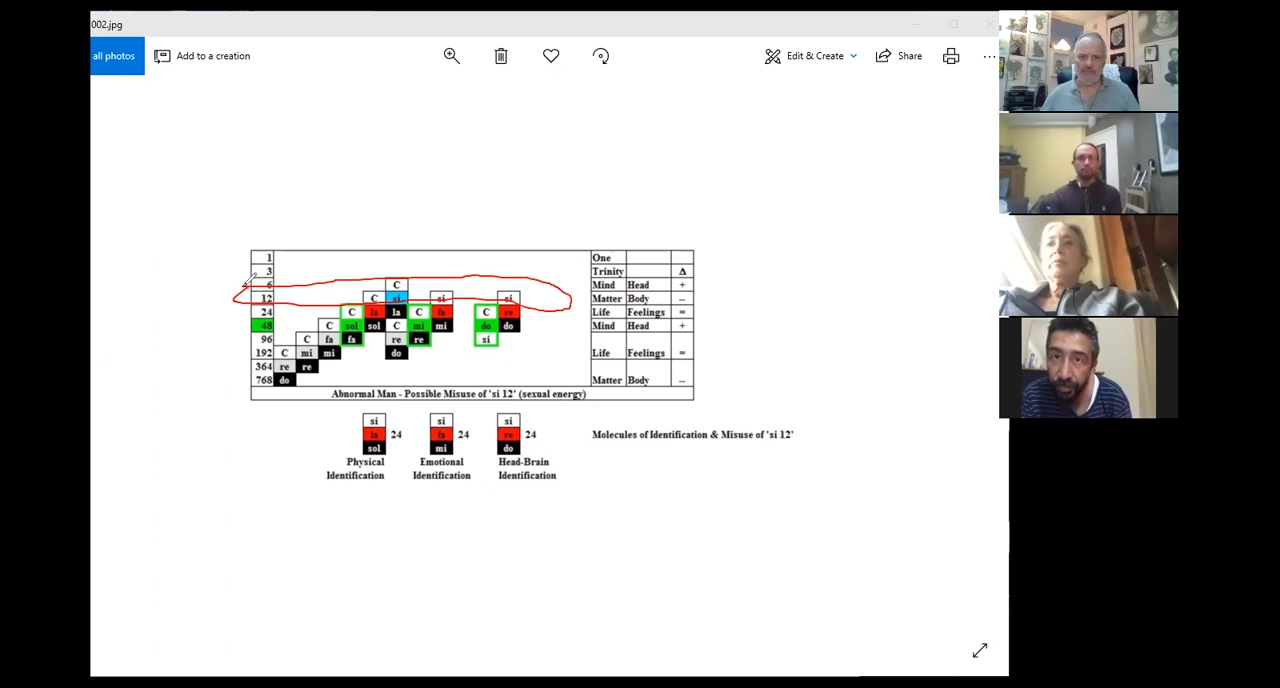 002.jpg
all photos Add to a creation Edit & Create Share
1 One
3 Trinity Δ
6 C Mind Head +
12 C si si si Matter Body –
24 C la la C fa C re Life Feelings =
48 C sol sol C mi mi do do Mind Head +
96 C fa fa re re si
192 C mi mi do Life Feelings =
364 re re
768 do Matter Body –
Abnormal Man - Possible Misuse of 'si 12' (sexual energy)
si si si
la 24 fa 24 re 24 Molecules of Identification & Misuse of 'si 12'
sol mi do
Physical Emotional Head-Brain
Identification Identification Identification